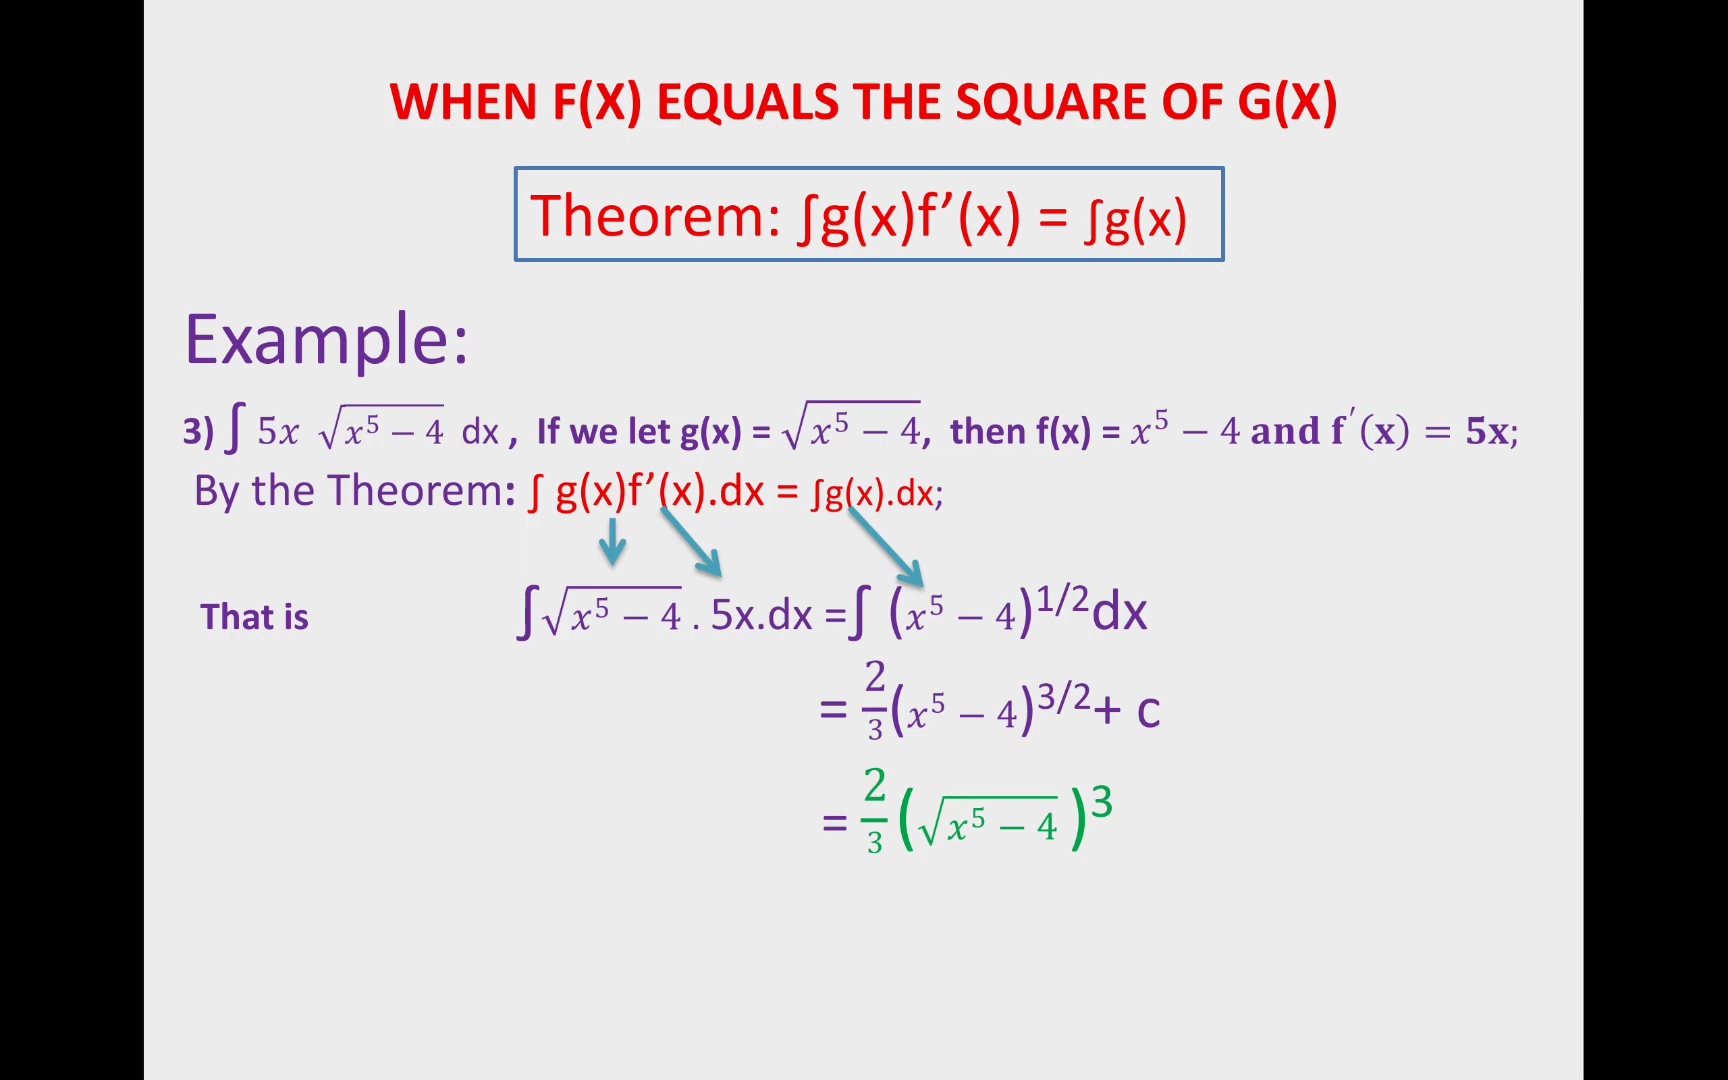 WHEN F(X) EQUALS THE SQUARE OF G(X)
Theorem: ∫g(x)f’(x) = ∫g(x)
Example:
3) ∫ 5x √(x⁵ − 4) dx , If we let g(x) = √(x⁵ − 4), then f(x) = x⁵ − 4 and f′(x) = 5x;
By the Theorem: ∫ g(x)f’(x).dx = ∫g(x).dx;
That is ∫√(x⁵ − 4) . 5x.dx =∫ (x⁵ − 4)^1/2 dx
= 2/3 (x⁵ − 4)^3/2 + c
= 2/3 (√(x⁵ − 4) )^3